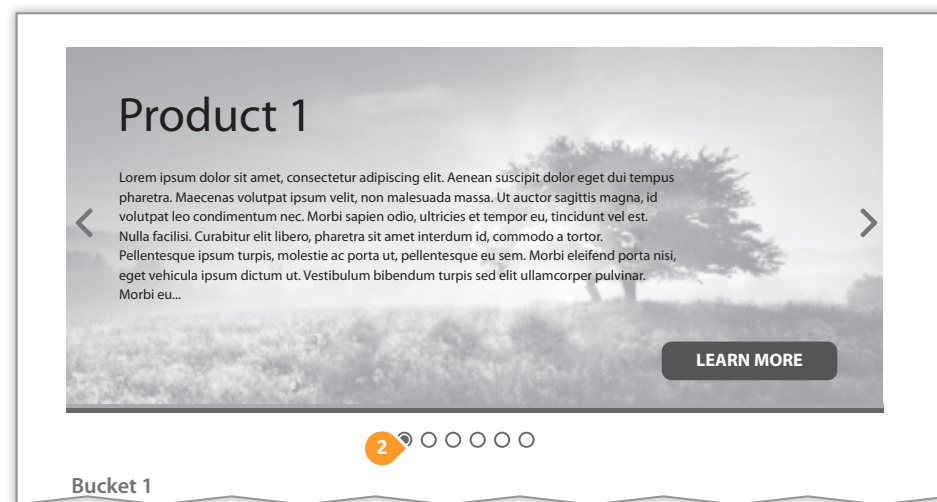 Product 1
Lorem ipsum dolor sit amet, consectetur adipiscing elit. Aenean suscipit dolor eget dui tempus
pharetra. Maecenas volutpat ipsum velit, non malesuada massa. Ut auctor sagittis magna, id
volutpat leo condimentum nec. Morbi sapien odio, ultricies et tempor eu, tincidunt vel est.
Nulla facilisi. Curabitur elit libero, pharetra sit amet interdum id, commodo a tortor.
Pellentesque ipsum turpis, molestie ac porta ut, pellentesque eu sem. Morbi eleifend porta nisi,
eget vehicula ipsum dictum ut. Vestibulum bibendum turpis sed elit ullamcorper pulvinar.
Morbi eu...
LEARN MORE
2
Bucket 1